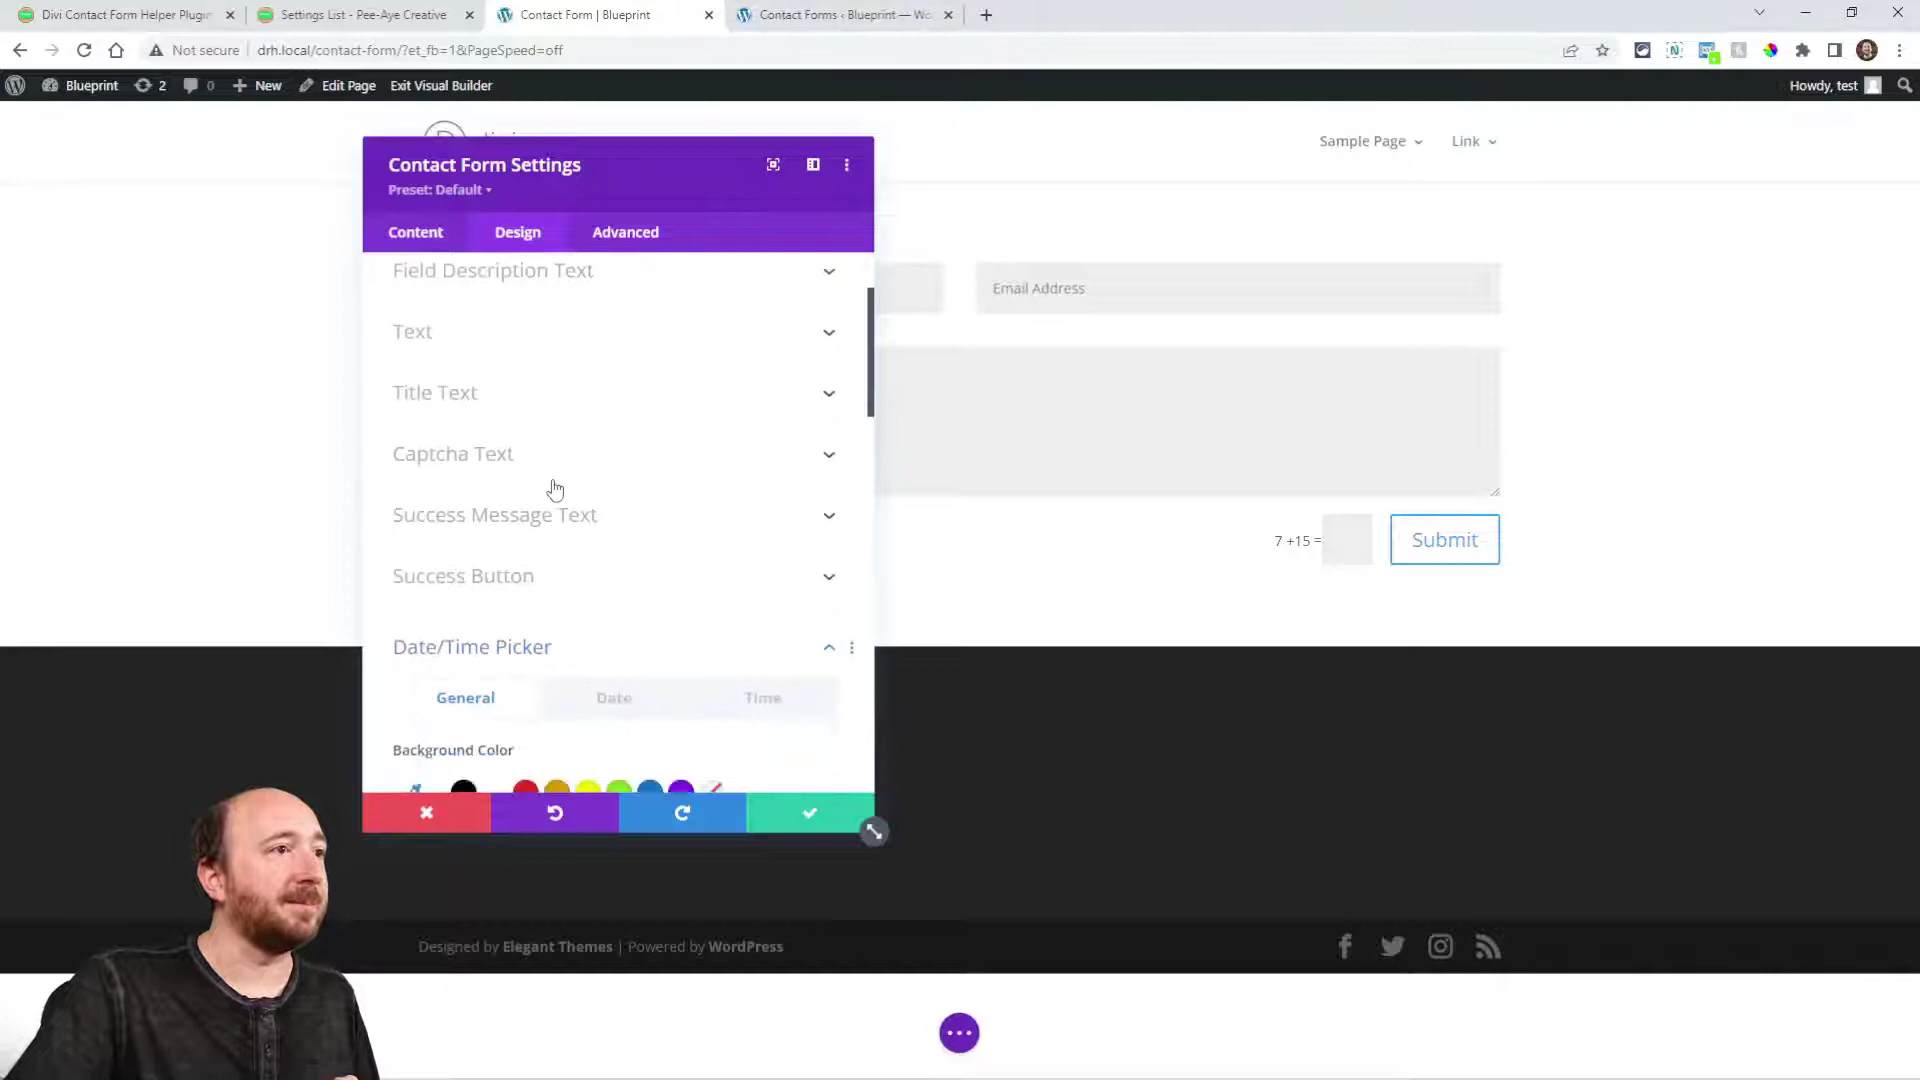 Divi Contact Form Helper Plugin
Settings List - Pee-Aye Creative
Contact Form | Blueprint
Contact Forms ‹ Blueprint — Wo
Not secure
drh.local/contact-form/?et_fb=1&PageSpeed=off
Blueprint
2
0
New
Edit Page
Exit Visual Builder
Howdy, test
Sample Page
Link
Contact Form Settings
Preset: Default
Content
Design
Advanced
Field Description Text
Text
Title Text
Captcha Text
Success Message Text
Success Button
Date/Time Picker
General
Date
Time
Background Color
Email Address
7 +15 =
Submit
Designed by Elegant Themes | Powered by WordPress